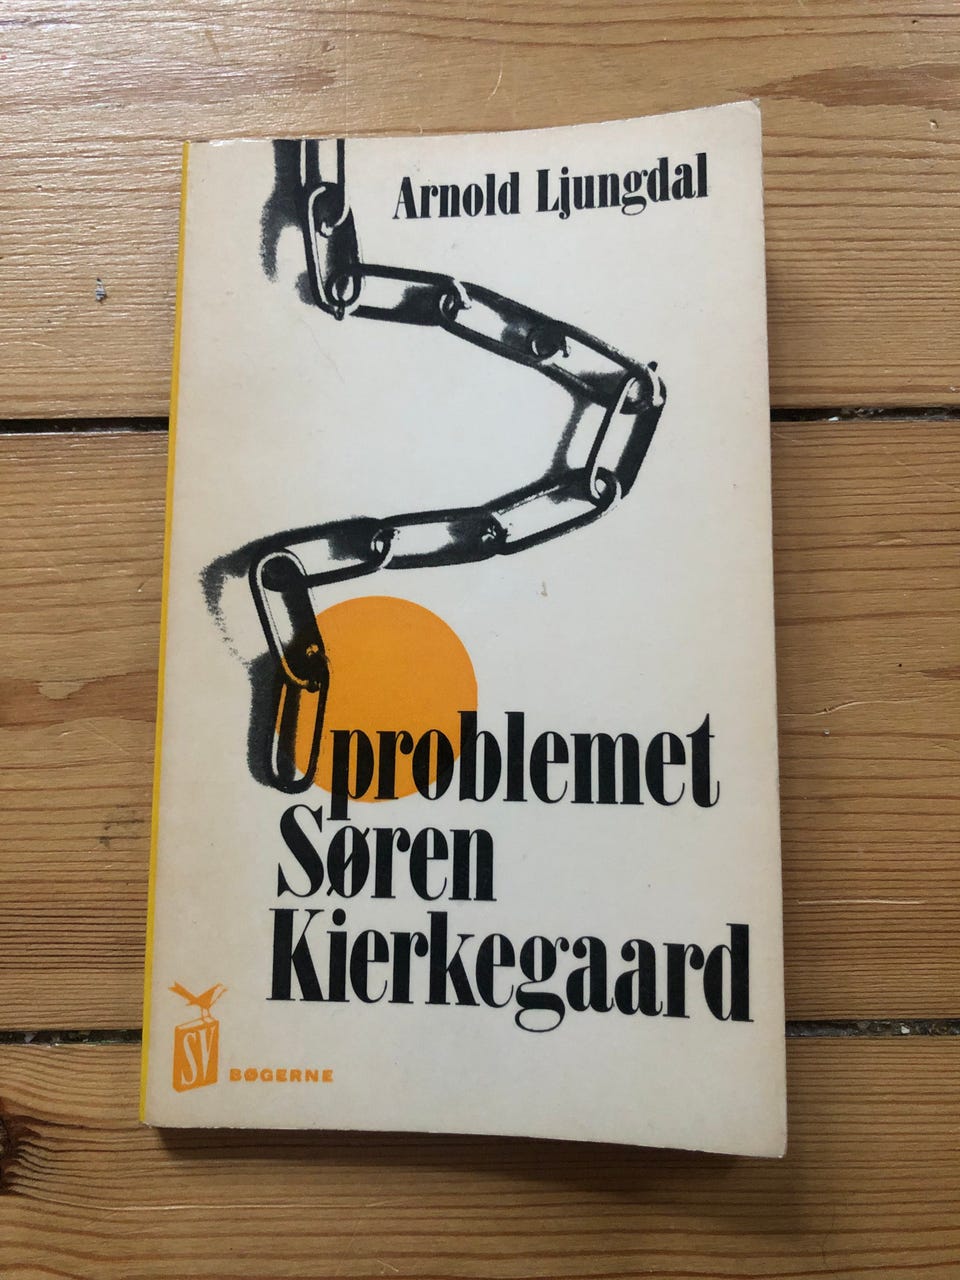 Arnold Ljungdal
problemet
Søren
Kierkegaard
SV
BØGERNE